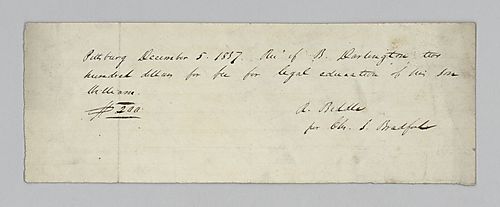 Pittsburg December 5. 1837. Rec'd of B. Darlington two
hundred dollars for fee for legal education of his son
William.
$200.
A. Biddle
per Chs. S. Bradford